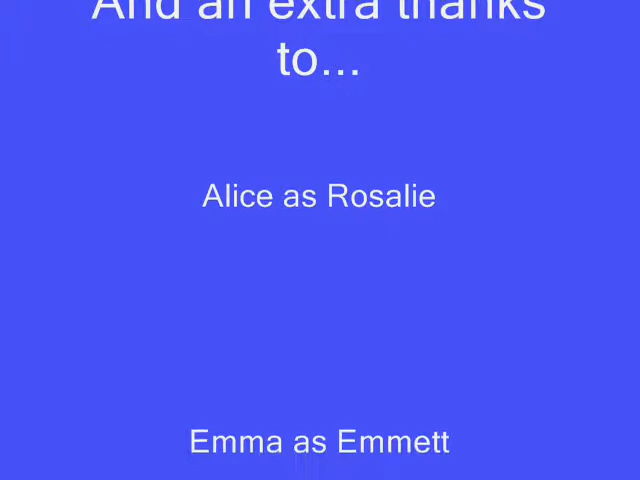 And an extra thanks
to...
Alice as Rosalie
Emma as Emmett